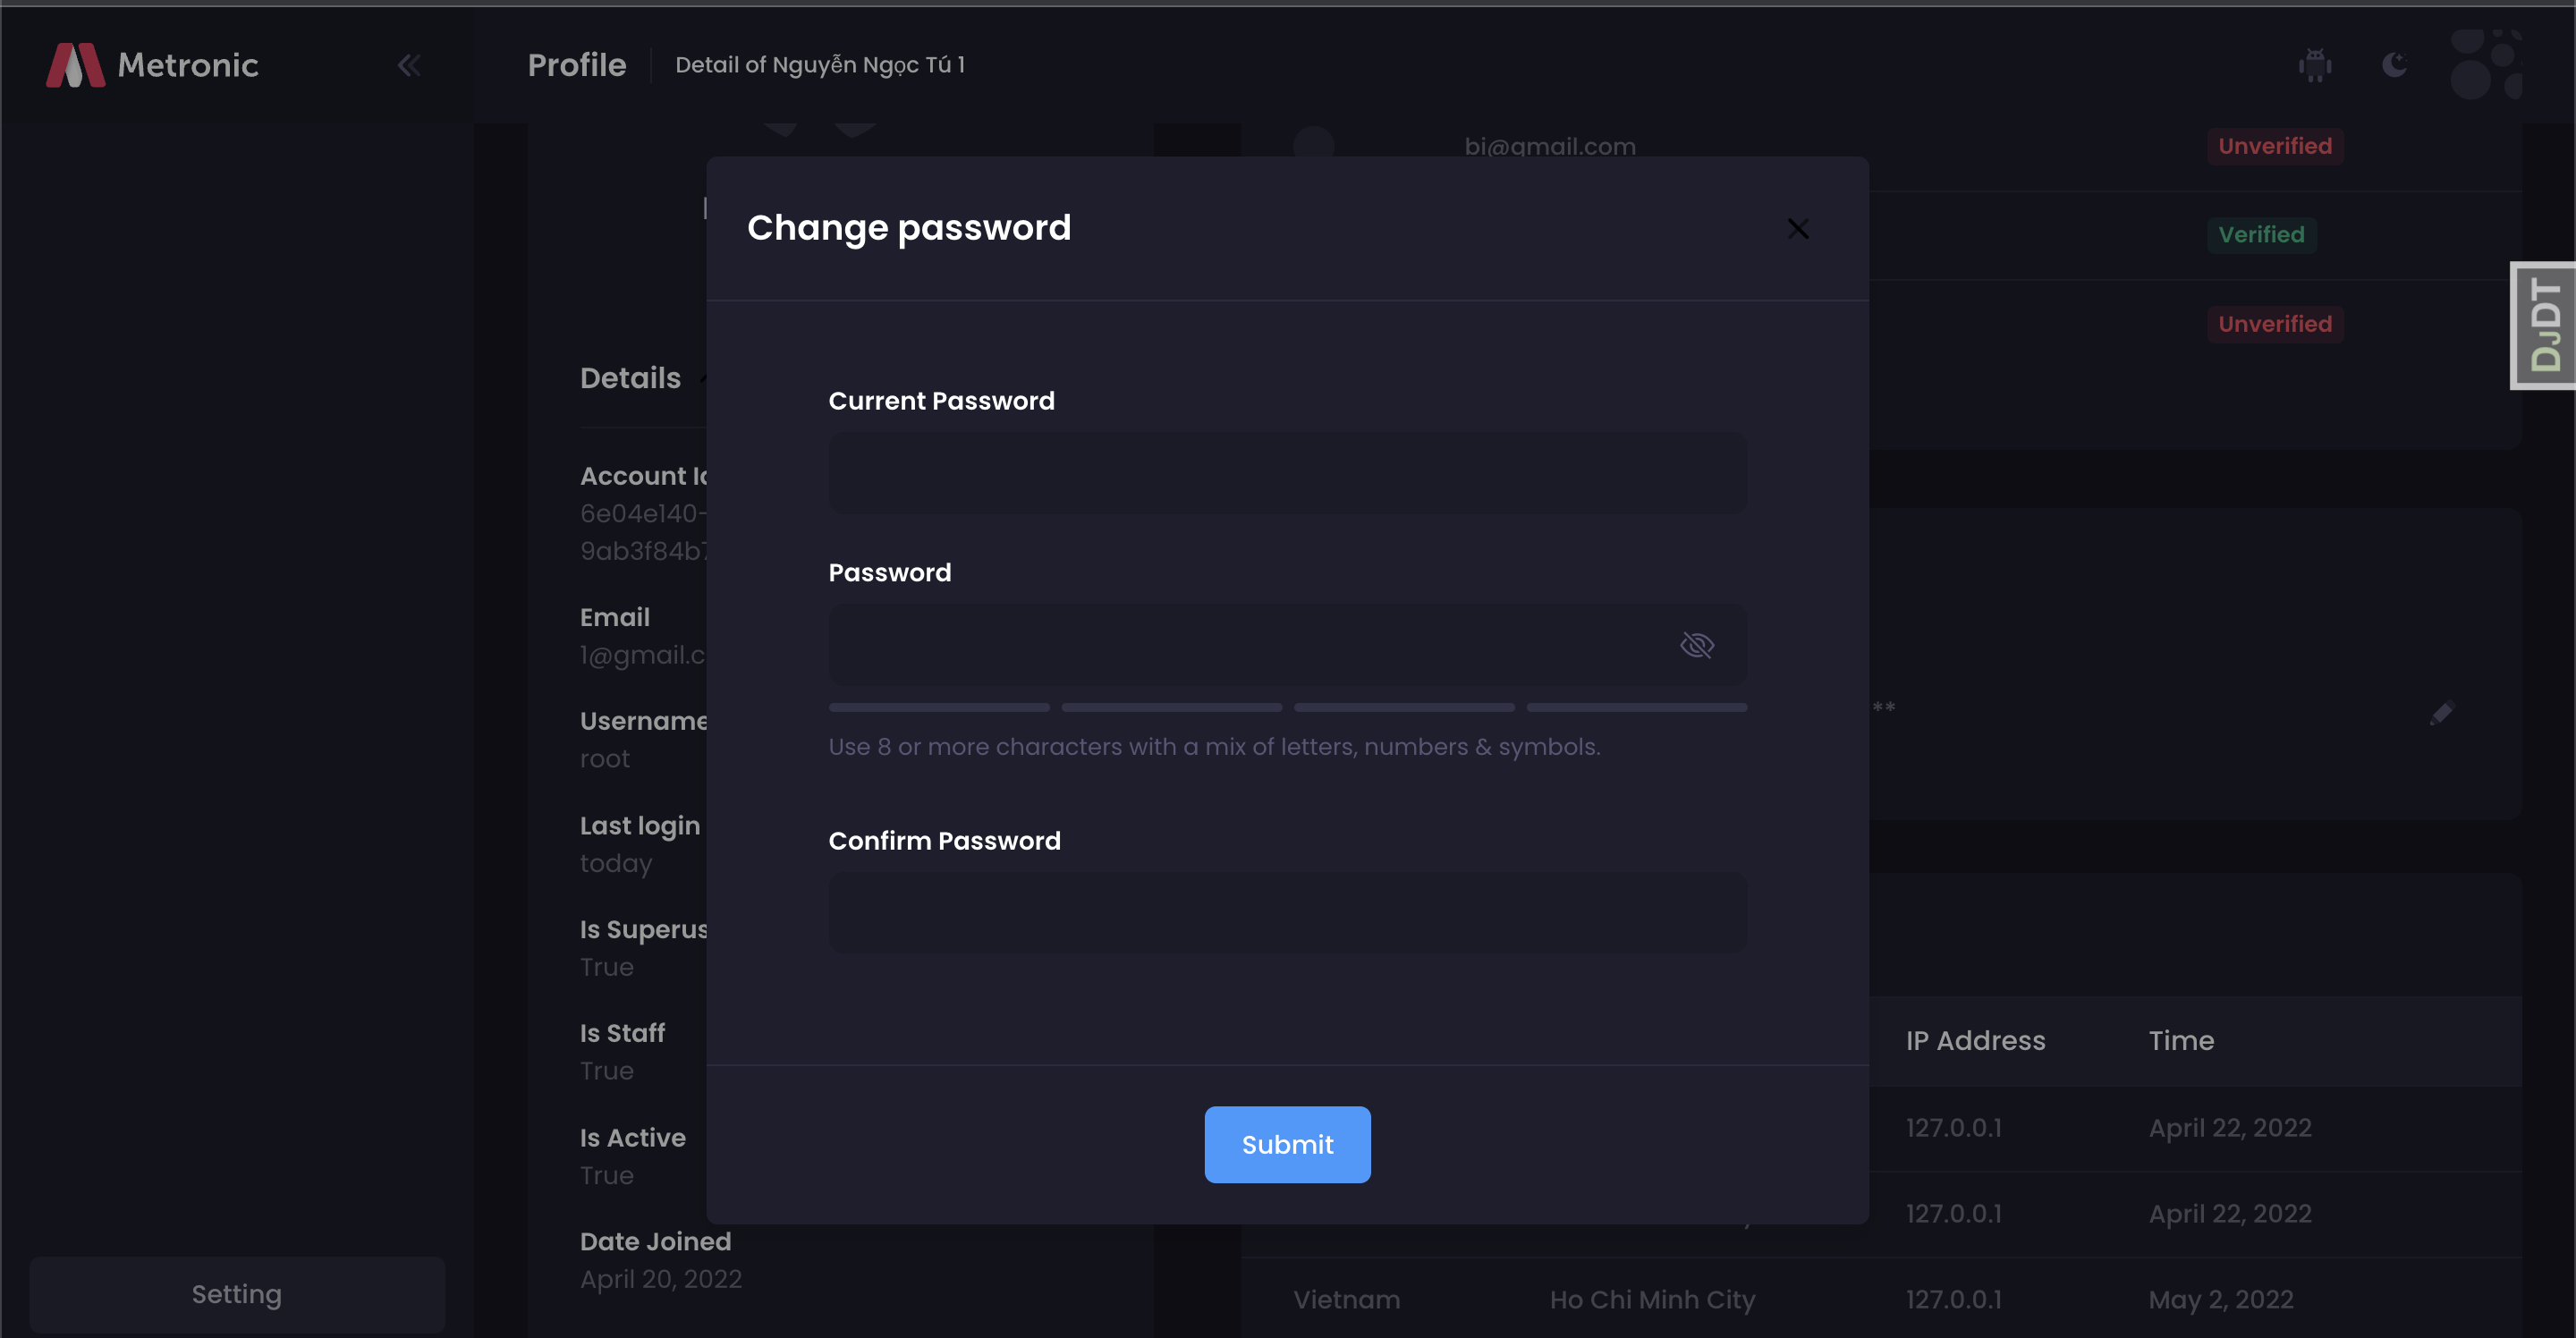 Metronic
Profile
Detail of Nguyễn Ngọc Tú 1
bi@gmail.com
Unverified
Verified
Unverified
DJDT
Change password
Current Password
Password
Use 8 or more characters with a mix of letters, numbers & symbols.
Confirm Password
Submit
Details
Account
6e04e140-
9ab3f84b
Email
1@gmail.c
Username
root
Last login
today
Is Superus
True
Is Staff
True
Is Active
True
Date Joined
April 20, 2022
Setting
**
IP Address Time
127.0.0.1 April 22, 2022
127.0.0.1 April 22, 2022
Vietnam Ho Chi Minh City 127.0.0.1 May 2, 2022